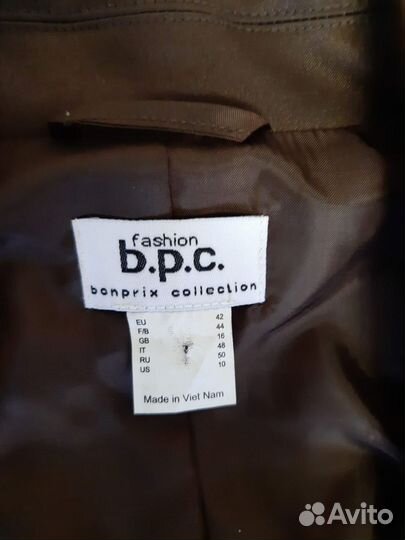 fashion
b.p.c.
bonprix collection
EU 42
F/B 44
GB 16
IT 48
RU 50
US 10
Made in Viet Nam
Avito